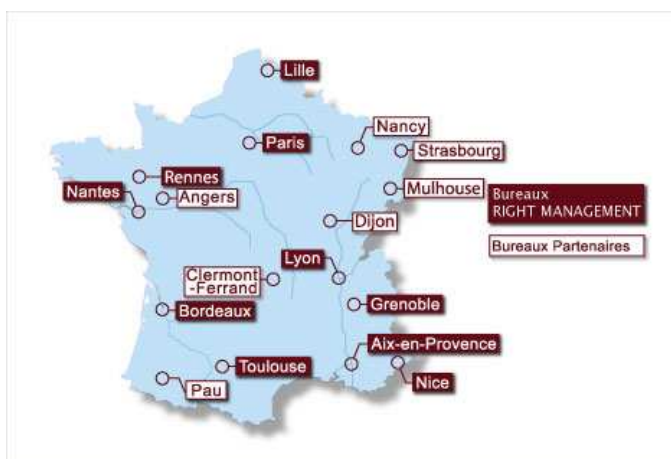 Lille
Paris
Nancy
Strasbourg
Rennes
Nantes
Angers
Mulhouse
Bureaux
RIGHT MANAGEMENT
Dijon
Bureaux Partenaires
Lyon
Clermont
-Ferrand
Bordeaux
Grenoble
Aix-en-Provence
Toulouse
Nice
Pau